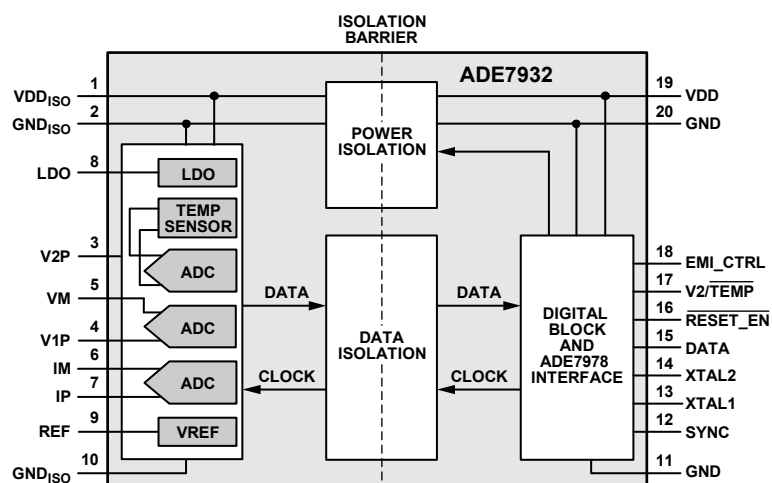 ISOLATION
BARRIER
ADE7932
1
VDDISO
2
GNDISO
8
LDO
3
V2P
5
VM
4
V1P
6
IM
7
IP
9
REF
10
GNDISO
LDO
TEMP
SENSOR
ADC
ADC
ADC
VREF
POWER
ISOLATION
DATA
CLOCK
DATA
ISOLATION
DATA
CLOCK
DIGITAL
BLOCK
AND
ADE7978
INTERFACE
19
VDD
20
GND
18
EMI_CTRL
17
V2/TEMP
16
RESET_EN
15
DATA
14
XTAL2
13
XTAL1
12
SYNC
11
GND